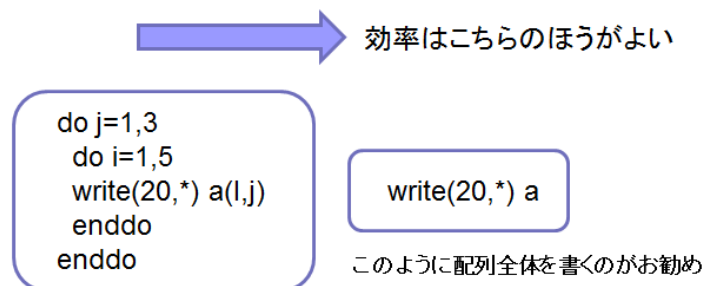 効率はこちらのほうがよい
do j=1,3
do i=1,5
write(20,*) a(I,j)
enddo
enddo
write(20,*) a
このように配列全体を書くのがお勧め